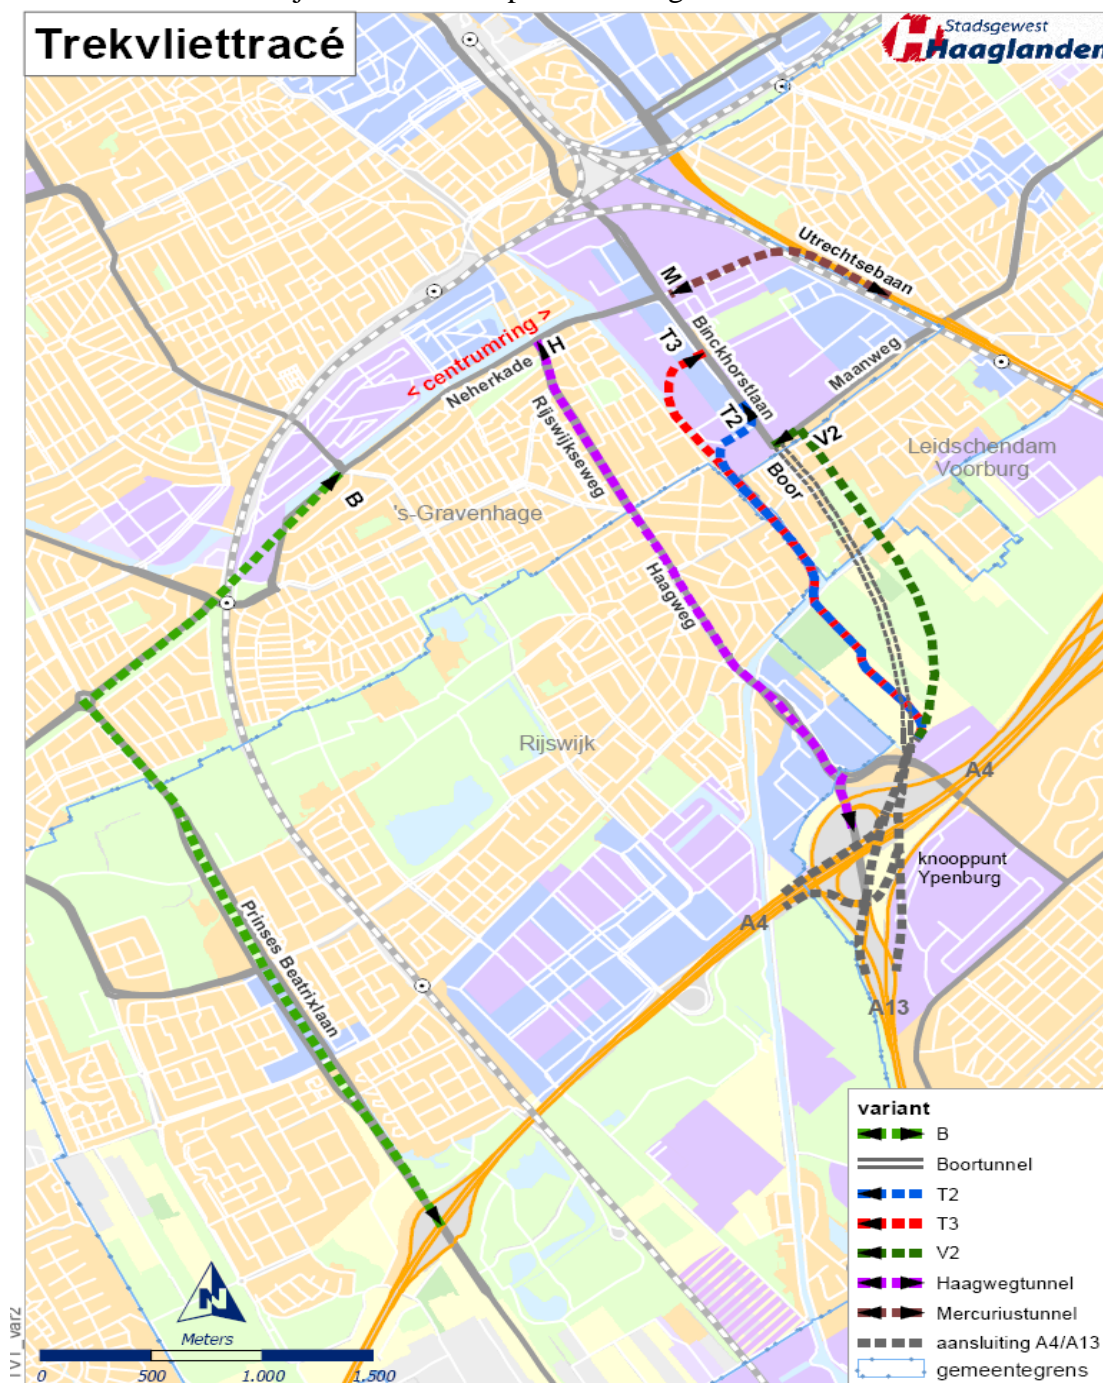 Trekvliettracé
Stadsgewest
Haaglanden
Utrechtsebaan
M
Binckhorstlaan
T3
< centrumring >
H
Neherkade
Maanweg
T2
V2
Rijswijkseweg
Boor
Leidschendam
Voorburg
B
's-Gravenhage
Haagweg
Rijswijk
A4
knooppunt
Ypenburg
A4
Prinses Beatrixlaan
A13
variant
B
Boortunnel
T2
T3
V2
Haagwegtunnel
Mercuriustunnel
aansluiting A4/A13
gemeentegrens
N
Meters
0 500 1.000 1.500
TVT_var2